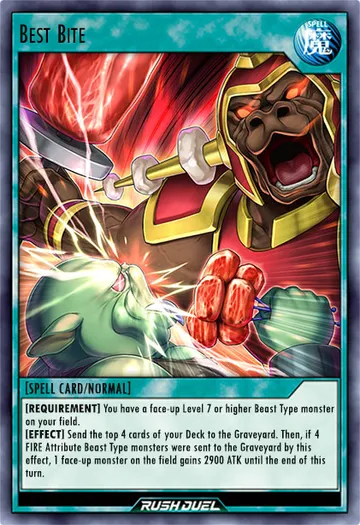 Best Bite
SPELL
魔
[SPELL CARD/NORMAL]
[REQUIREMENT] You have a face-up Level 7 or higher Beast Type monster
on your field.
[EFFECT] Send the top 4 cards of your Deck to the Graveyard. Then, if 4
FIRE Attribute Beast Type monsters were sent to the Graveyard by this
effect, 1 face-up monster on the field gains 2900 ATK until the end of this
turn.
RUSH DUEL